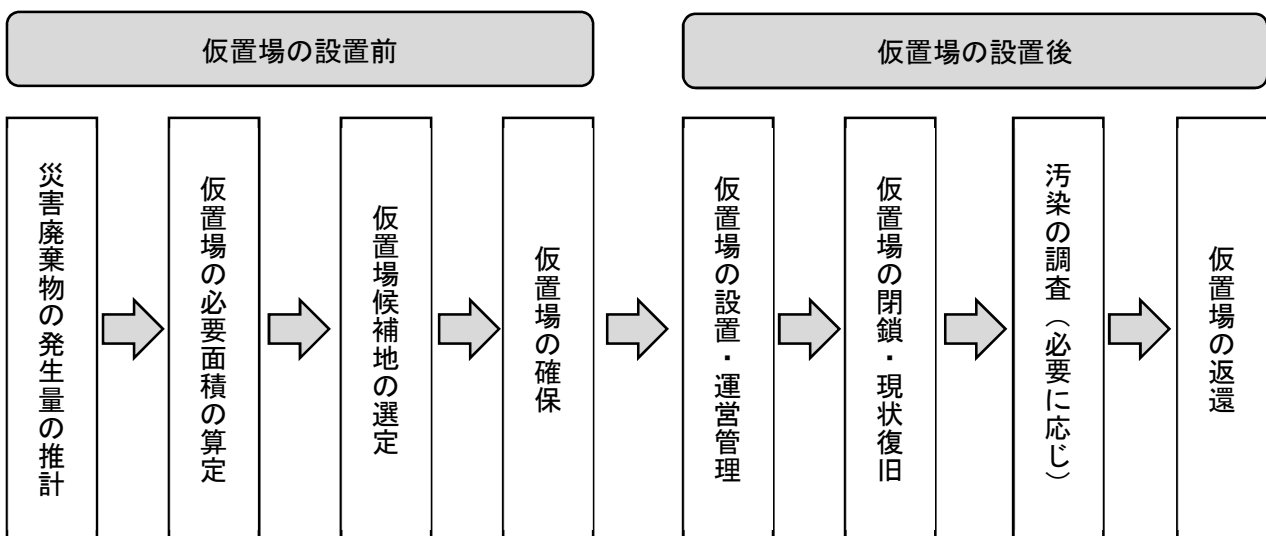 仮置場の設置前
仮置場の設置後
災害廃棄物の発生量の推計
仮置場の必要面積の算定
仮置場候補地の選定
仮置場の確保
仮置場の設置・運営管理
仮置場の閉鎖・現状復旧
汚染の調査（必要に応じ）
仮置場の返還